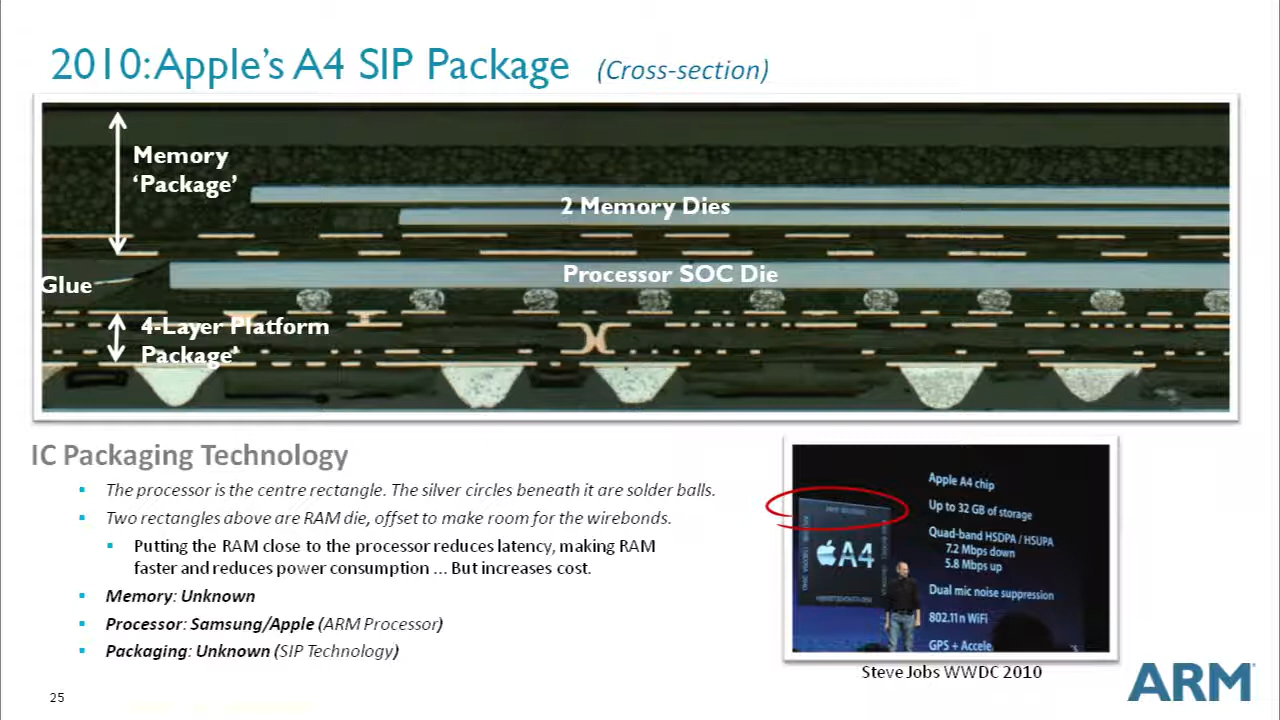 2010: Apple's A4 SIP Package (Cross-section)
Memory
'Package'
2 Memory Dies
Glue
Processor SOC Die
4-Layer Platform
Package'
IC Packaging Technology
The processor is the centre rectangle. The silver circles beneath it are solder balls.
Two rectangles above are RAM die, offset to make room for the wirebonds.
Putting the RAM close to the processor reduces latency, making RAM
faster and reduces power consumption ... But increases cost.
Memory: Unknown
Processor: Samsung/Apple (ARM Processor)
Packaging: Unknown (SIP Technology)
Apple A4 chip
Up to 32 GB of storage
Quad-band HSDPA / HSUPA
7.2 Mbps down
5.8 Mbps up
Dual mic noise suppression
802.11n WiFi
GPS + Accele
A4
Steve Jobs WWDC 2010
25
ARM